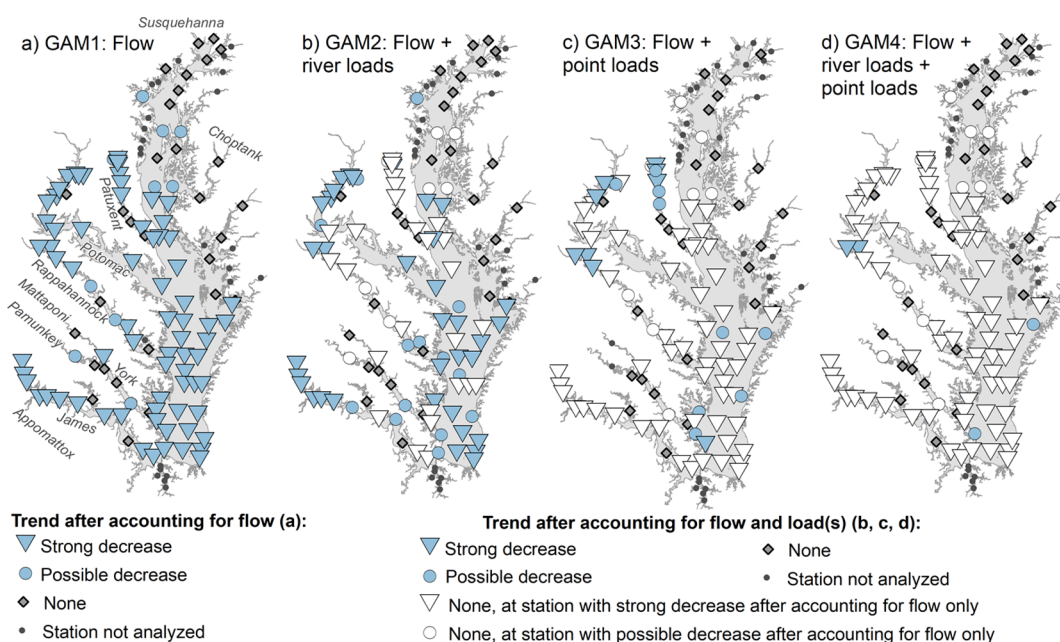 Susquehanna
a) GAM1: Flow
b) GAM2: Flow +
river loads
c) GAM3: Flow +
point loads
d) GAM4: Flow +
river loads +
point loads
Choptank
Patuxent
Potomac
Rappahannock
Mattaponi
Pamunkey
York
James
Appomattox
Trend after accounting for flow (a):
Strong decrease
Possible decrease
None
Station not analyzed
Trend after accounting for flow and load(s) (b, c, d):
Strong decrease
Possible decrease
None
Station not analyzed
None, at station with strong decrease after accounting for flow only
None, at station with possible decrease after accounting for flow only